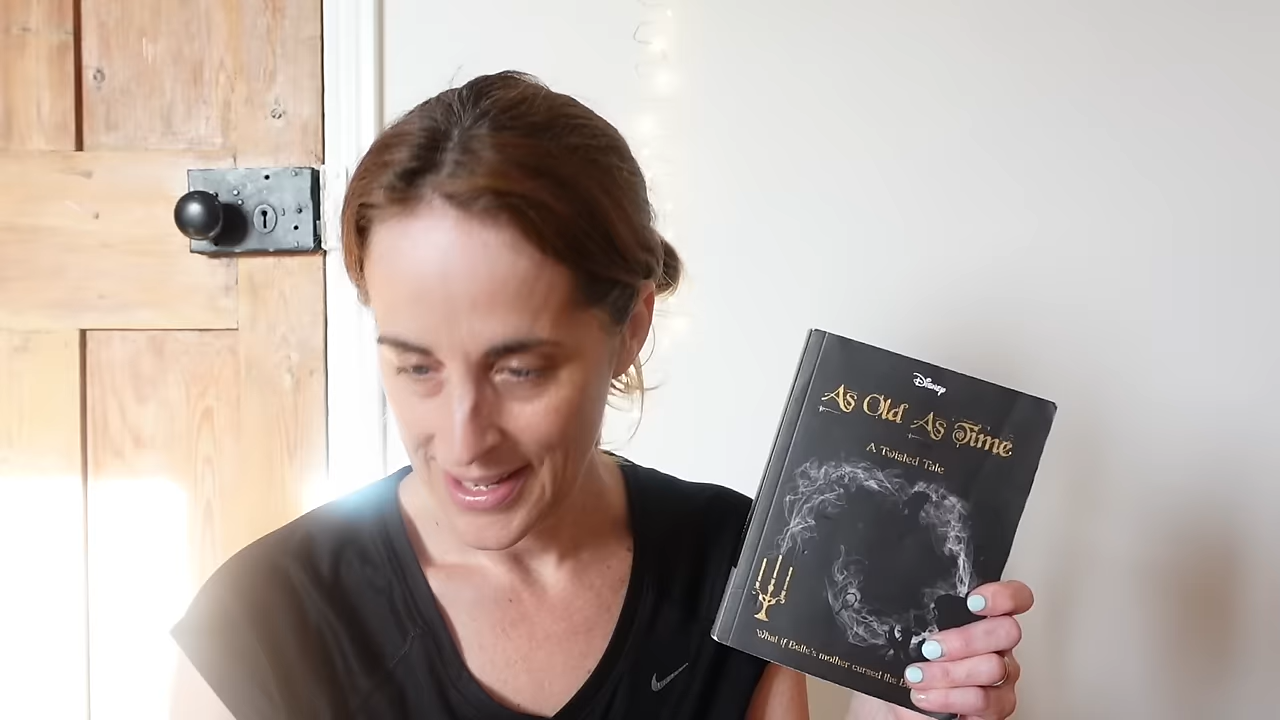 Disney
As Old As Time
A Twisted Tale
What if Belle's mother cursed the